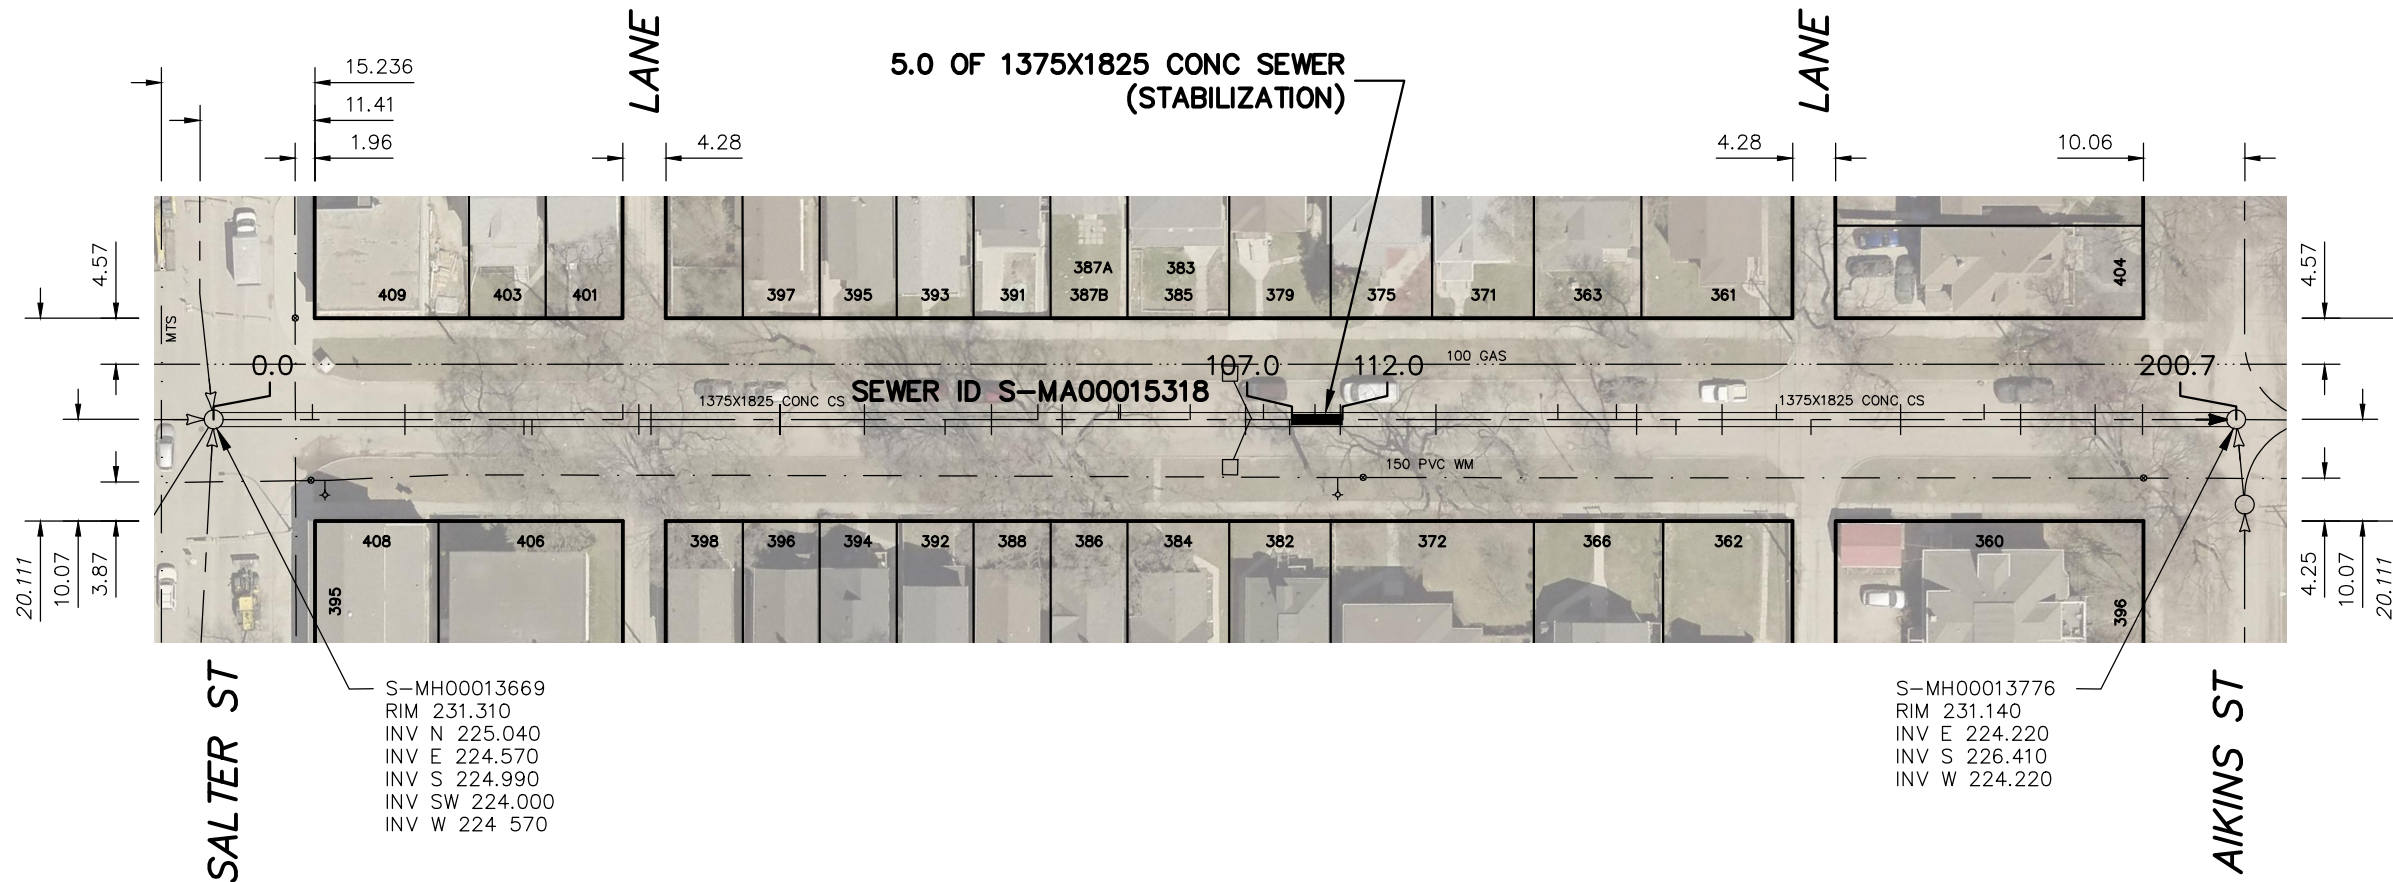 LANE
LANE
5.0 OF 1375X1825 CONC SEWER
(STABILIZATION)
15.236
11.41
1.96
4.28
4.28
10.06
4.57
4.57
MTS
409
403
401
397
395
393
391
387A
387B
383
385
379
375
371
363
361
404
0.0
107.0
112.0
100 GAS
200.7
SEWER ID S-MA00015318
1375X1825 CONC CS
1375X1825 CONC CS
150 PVC WM
408
406
395
398
396
394
392
388
386
384
382
372
366
362
360
396
20.111
10.07
3.87
4.25
10.07
20.111
SALTER ST
S-MH00013669
RIM 231.310
INV N 225.040
INV E 224.570
INV S 224.990
INV SW 224.000
INV W 224 570
S-MH00013776
RIM 231.140
INV E 224.220
INV S 226.410
INV W 224.220
AIKINS ST